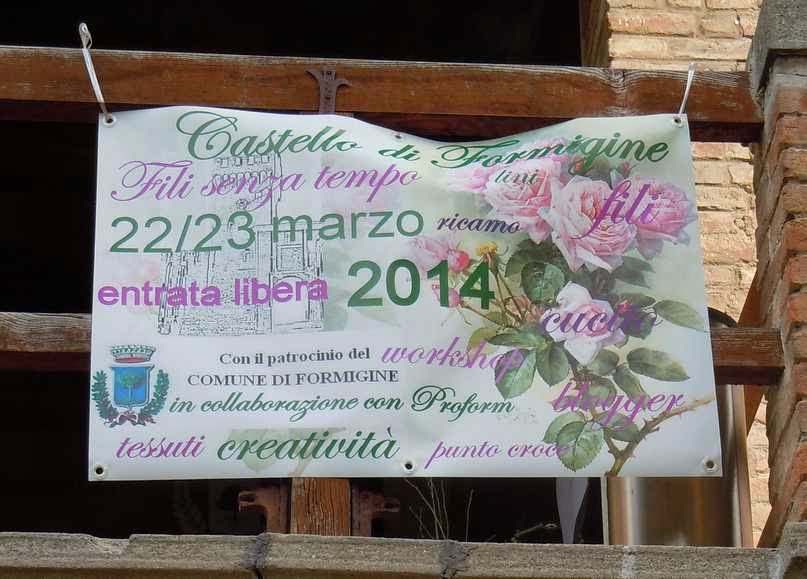 Castello di Formigine
Fili senza tempo
lini
fili
22/23 marzo
ricamo
entrata libera 2014
cucito
Con il patrocinio del
COMUNE DI FORMIGINE
workshop
in collaborazione con Proform
blogger
tessuti creatività punto croce